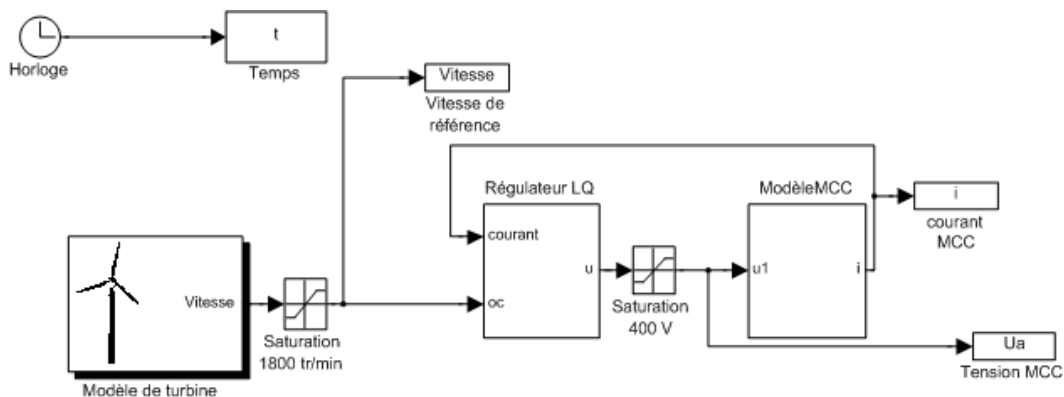 t
Horloge
Temps
Vitesse
Vitesse de
référence
Régulateur LQ
ModèleMCC
i
courant
MCC
courant
u
u1
i
Vitesse
oc
Saturation
1800 tr/min
Saturation
400 V
Ua
Tension MCC
Modèle de turbine